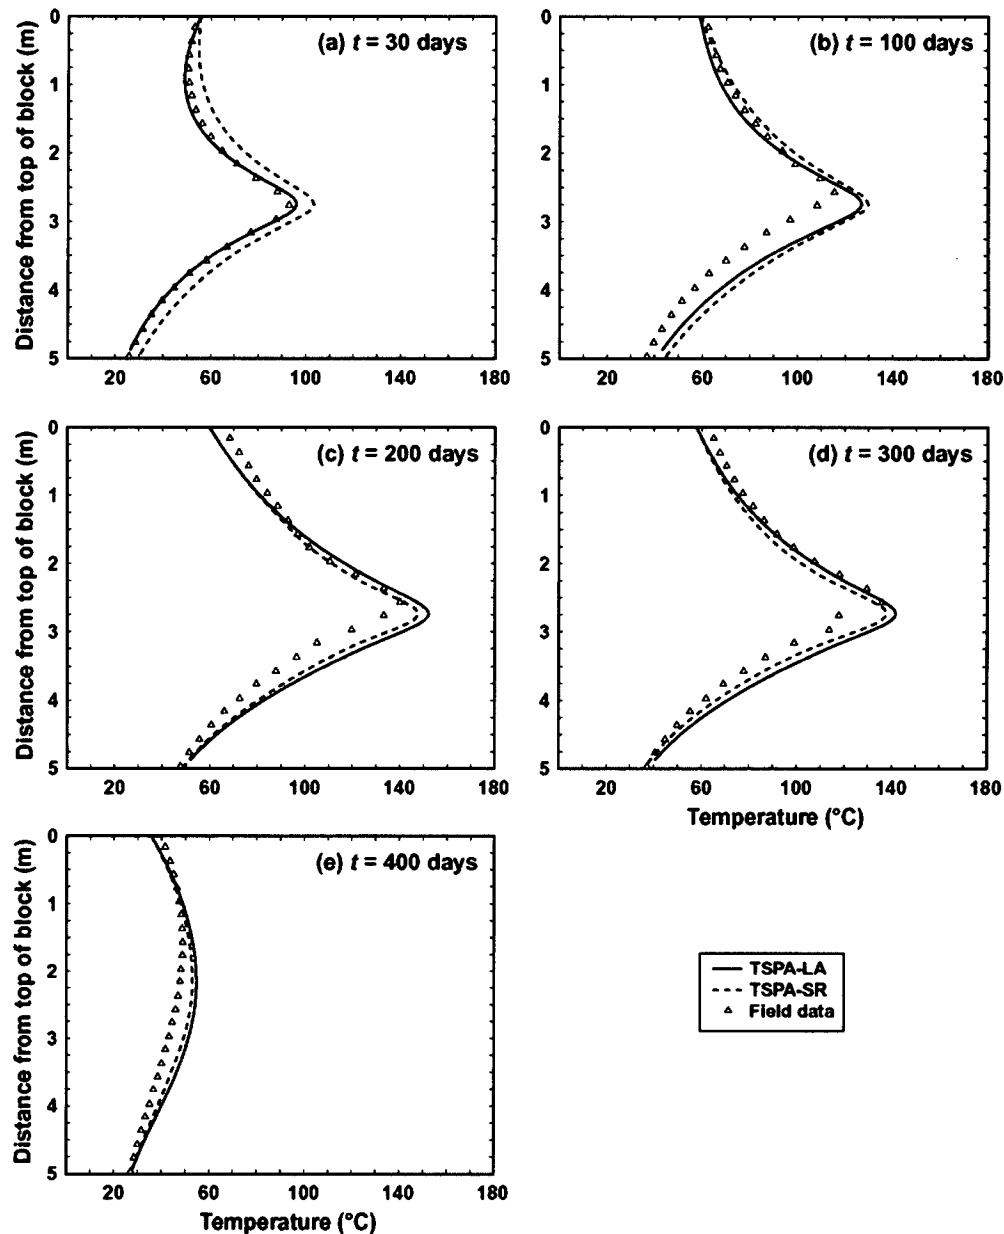 (a) t = 30 days
(b) t = 100 days
Distance from top of block (m)
0
1
2
3
4
5
20 60 100 140 180
0
1
2
3
4
5
20 60 100 140 180
(c) t = 200 days
(d) t = 300 days
Distance from top of block (m)
0
1
2
3
4
5
20 60 100 140 180
0
1
2
3
4
5
20 60 100 140 180
Temperature (°C)
(e) t = 400 days
Distance from top of block (m)
0
1
2
3
4
5
20 60 100 140 180
Temperature (°C)
TSPA-LA
TSPA-SR
Field data